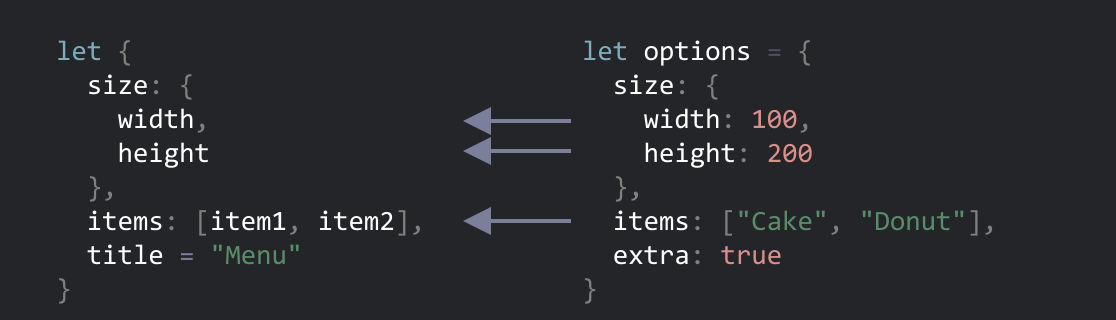 let {
  size: {
    width,
    height
  },
  items: [item1, item2],
  title = "Menu"
}
let options = {
  size: {
    width: 100,
    height: 200
  },
  items: ["Cake", "Donut"],
  extra: true
}